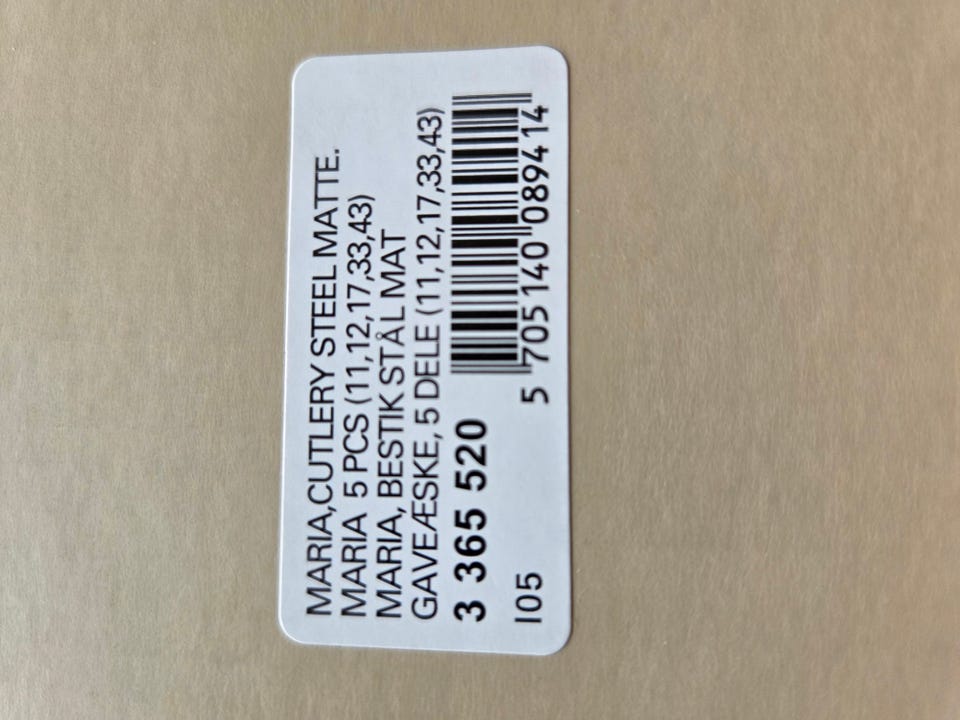 MARIA,CUTLERY STEEL MATTE.
MARIA 5 PCS (11,12,17,33,43)
MARIA, BESTIK STÅL MAT
GAVEÆSKE, 5 DELE (11,12,17,33,43)
3 365 520
I05
5 705140 089414